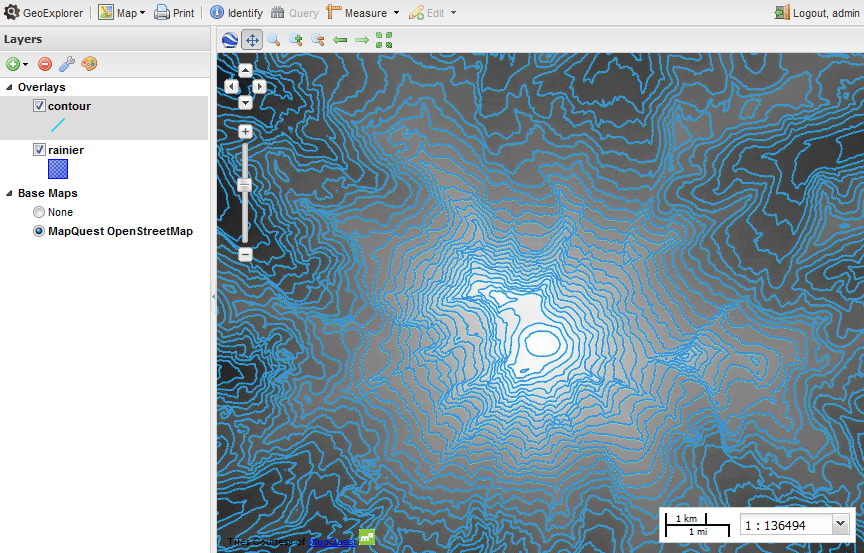 GeoExplorer Map Print Identify Query Measure Edit Logout, admin
Layers
Overlays
contour
rainier
Base Maps
None
MapQuest OpenStreetMap
1 km
1 mi
1 : 136494
Tiles Courtesy of MapQuest